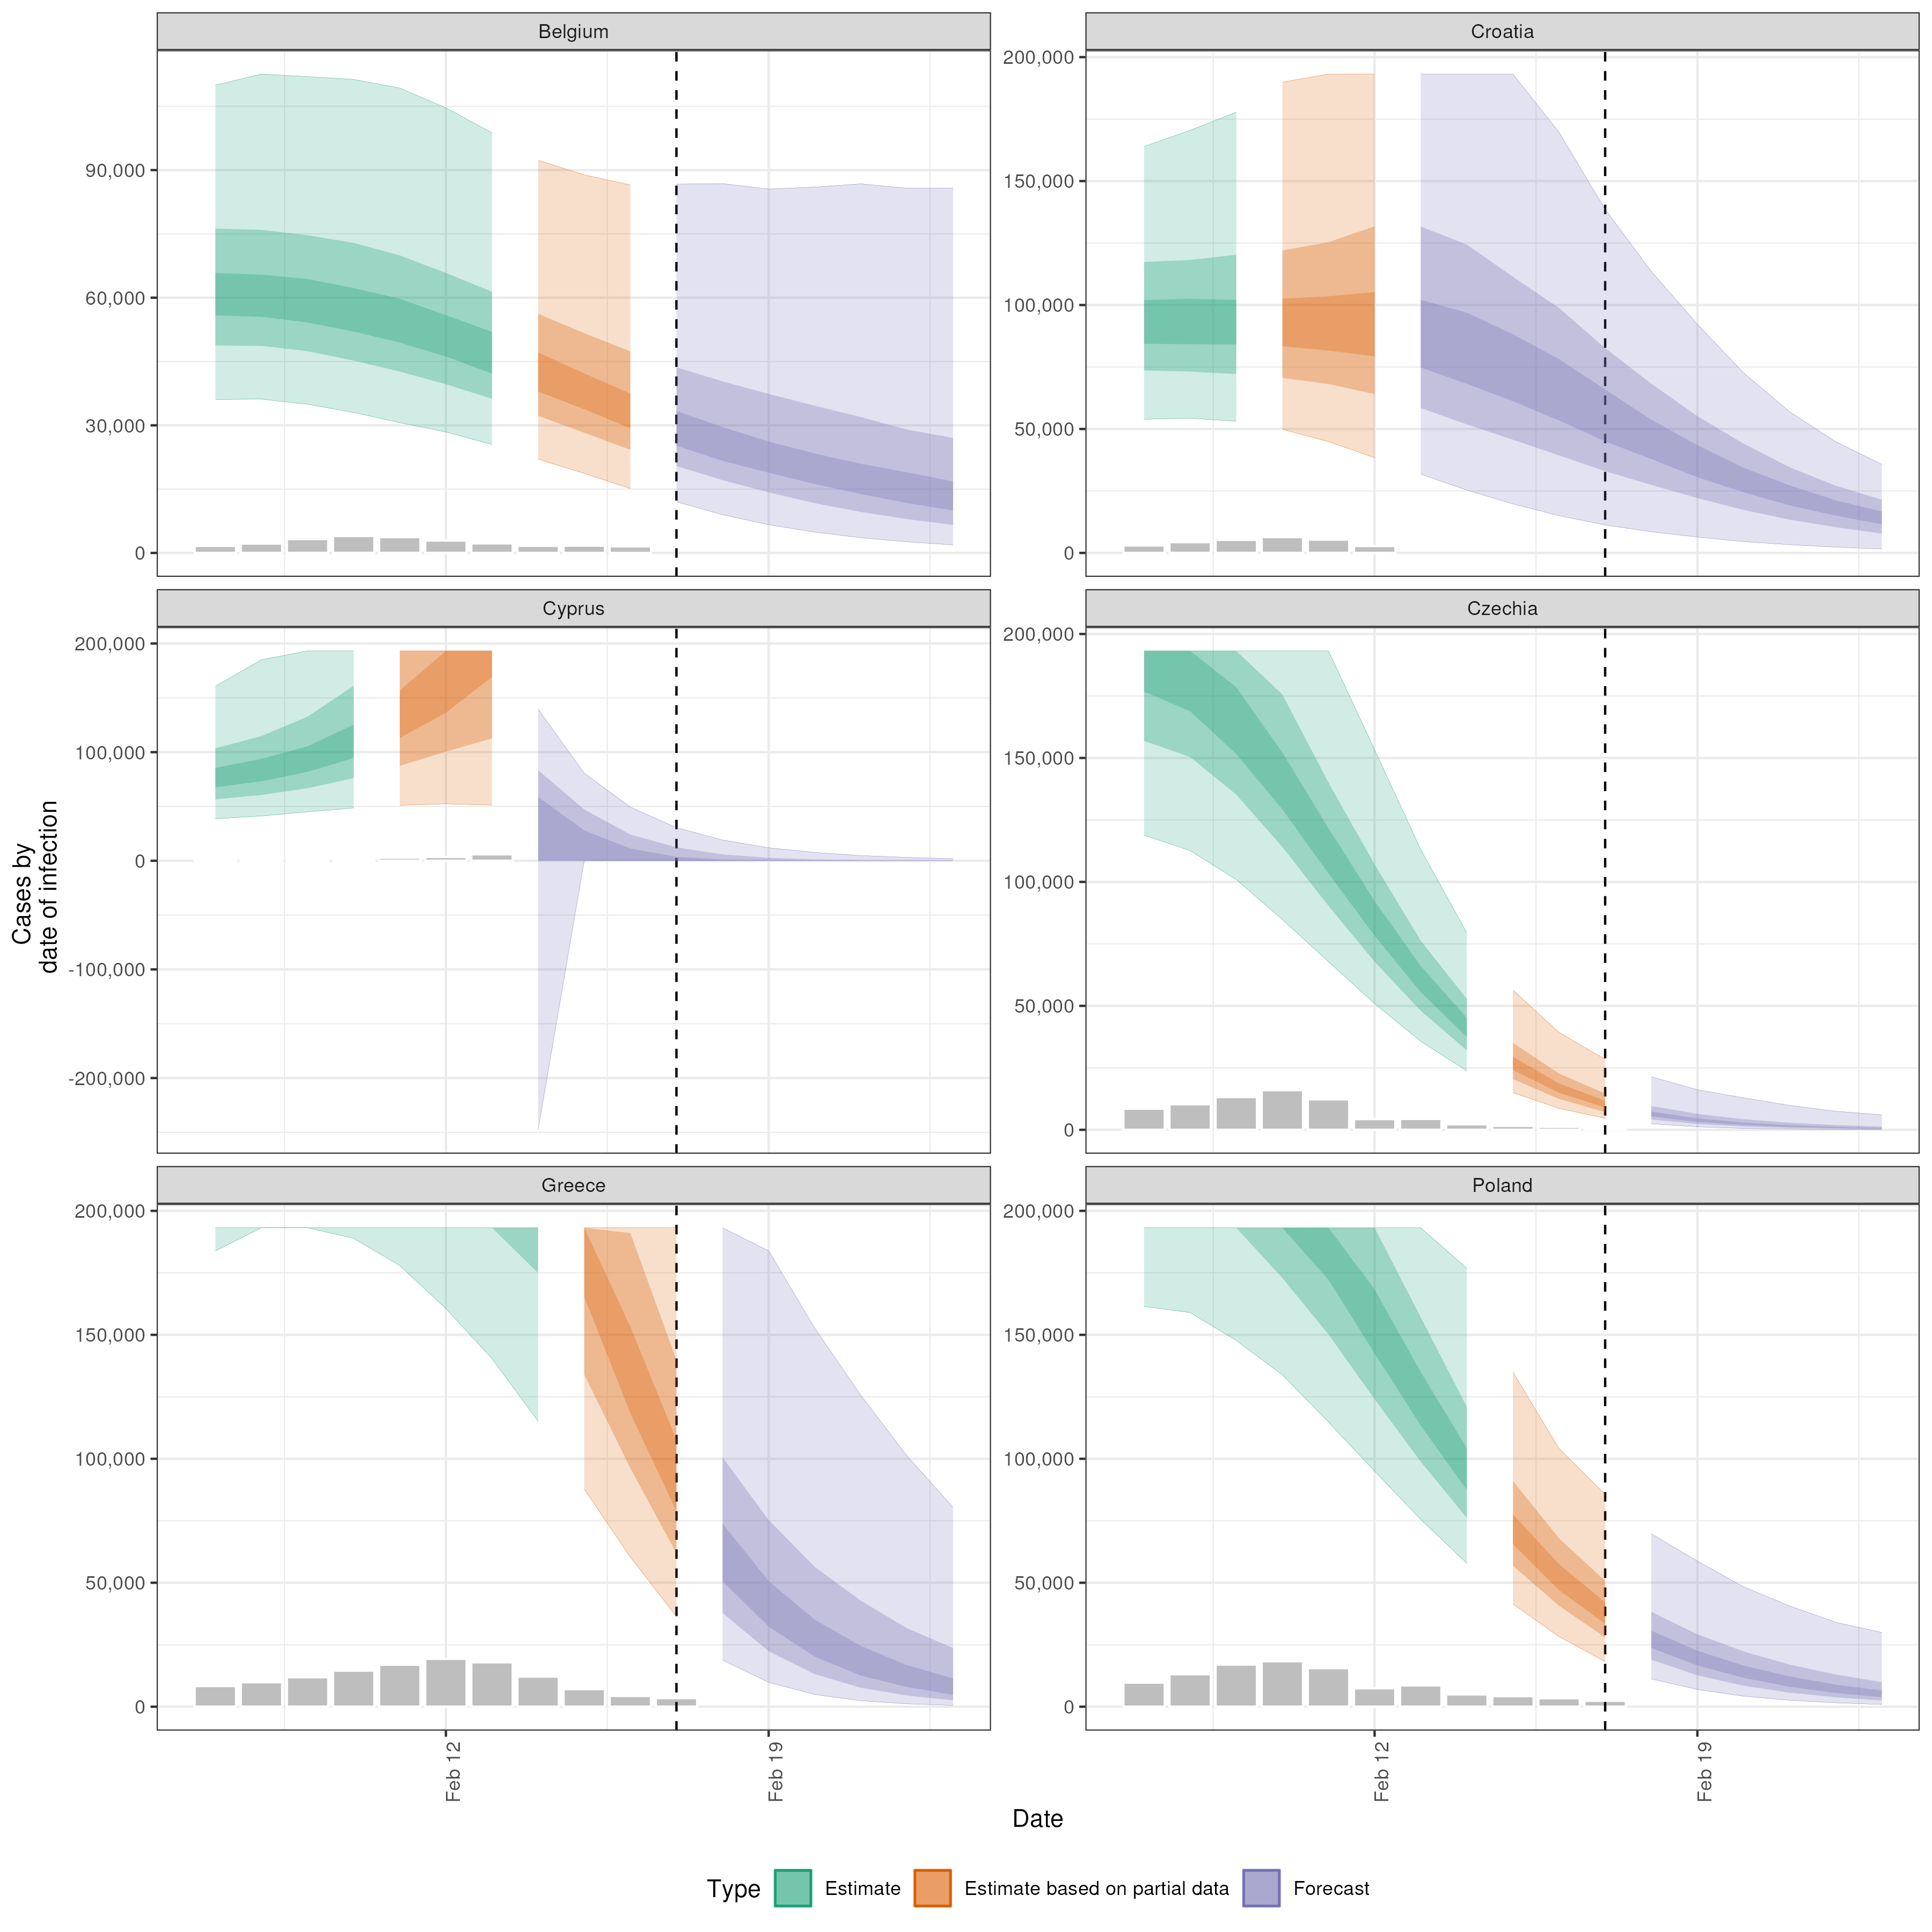 Belgium
Croatia
90,000
60,000
30,000
0
200,000
150,000
100,000
50,000
0
Cyprus
Czechia
200,000
100,000
0
-100,000
-200,000
200,000
150,000
100,000
50,000
0
Greece
Poland
200,000
150,000
100,000
50,000
0
200,000
150,000
100,000
50,000
0
Cases by
date of infection
Feb 12
Feb 19
Feb 12
Feb 19
Date
Type
Estimate
Estimate based on partial data
Forecast